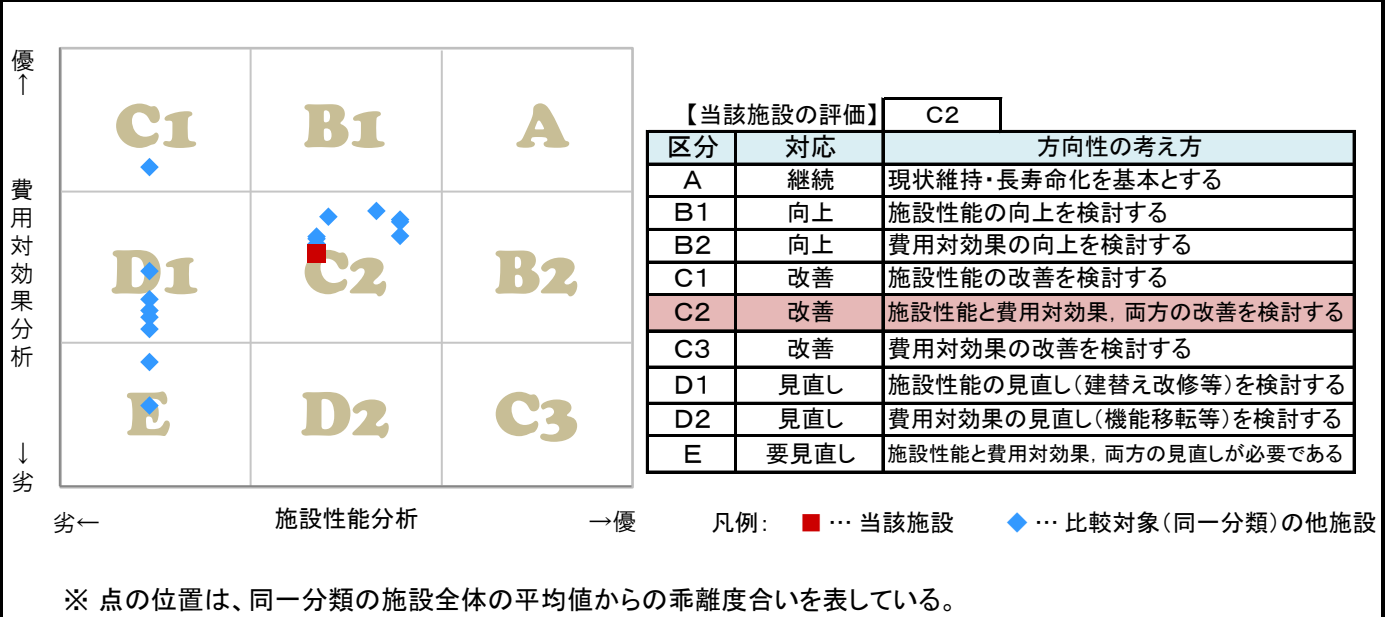 優
↑
費用対効果分析
↓
劣
C1 B1 A
D1 C2 B2
E D2 C3
劣← 施設性能分析 →優
【当該施設の評価】 C2
区分 対応 方向性の考え方
A 継続 現状維持・長寿命化を基本とする
B1 向上 施設性能の向上を検討する
B2 向上 費用対効果の向上を検討する
C1 改善 施設性能の改善を検討する
C2 改善 施設性能と費用対効果，両方の改善を検討する
C3 改善 費用対効果の改善を検討する
D1 見直し 施設性能の見直し（建替え改修等）を検討する
D2 見直し 費用対効果の見直し（機能移転等）を検討する
E 要見直し 施設性能と費用対効果，両方の見直しが必要である
凡例： ■ … 当該施設 ◆ … 比較対象（同一分類）の他施設
※ 点の位置は、同一分類の施設全体の平均値からの乖離度合いを表している。